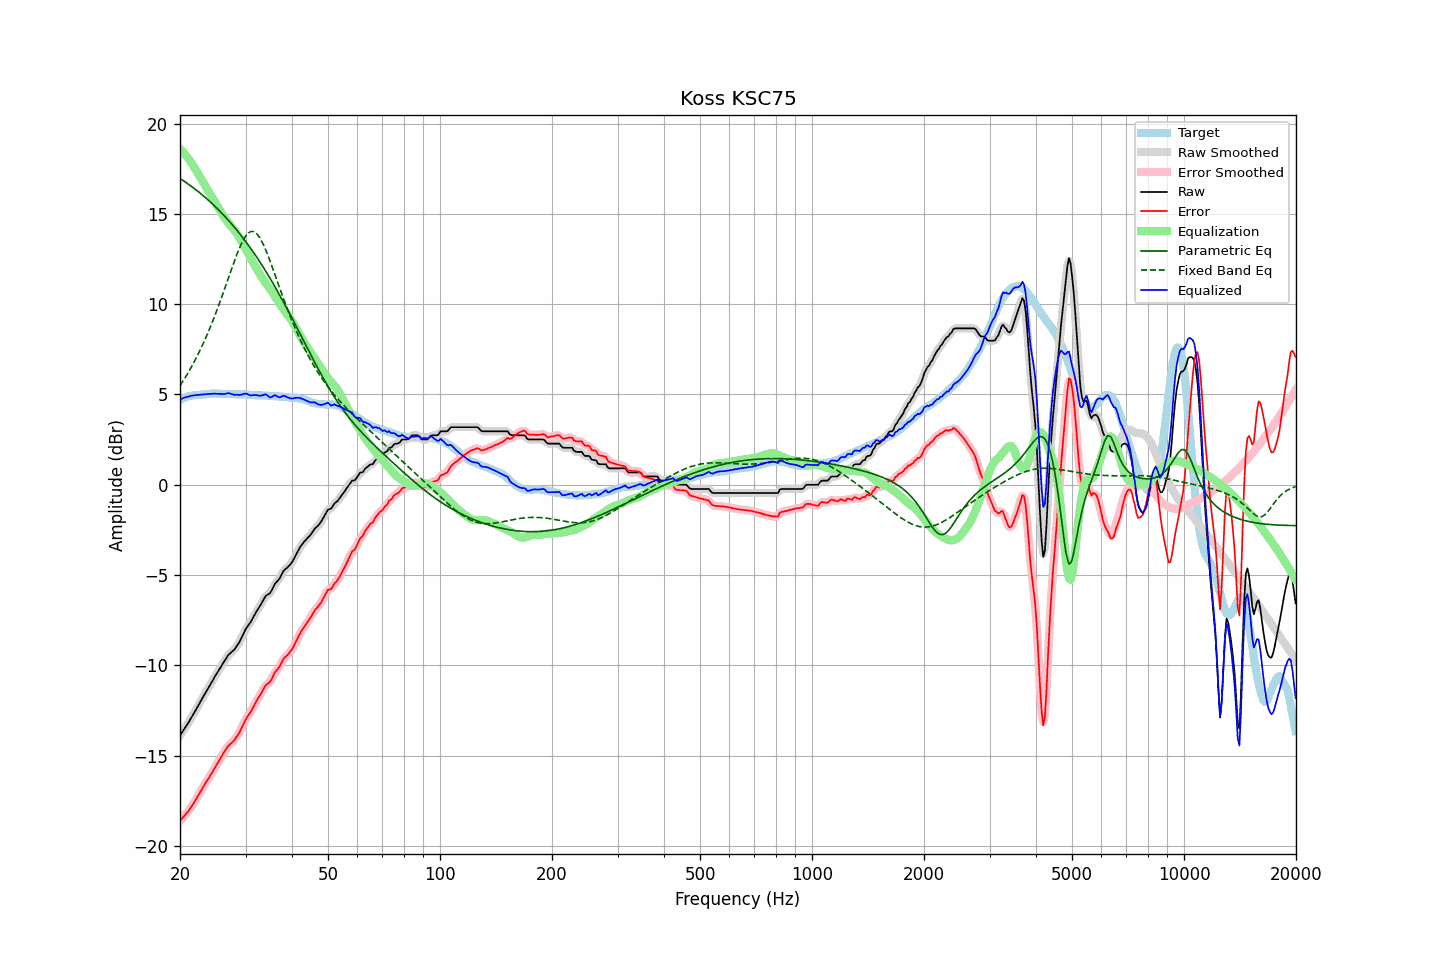 Koss KSC75
Amplitude (dBr)
20
15
10
5
0
−5
−10
−15
−20
Target
Raw Smoothed
Error Smoothed
Raw
Error
Equalization
Parametric Eq
Fixed Band Eq
Equalized
20
50
100
200
500
1000
2000
5000
10000
20000
Frequency (Hz)